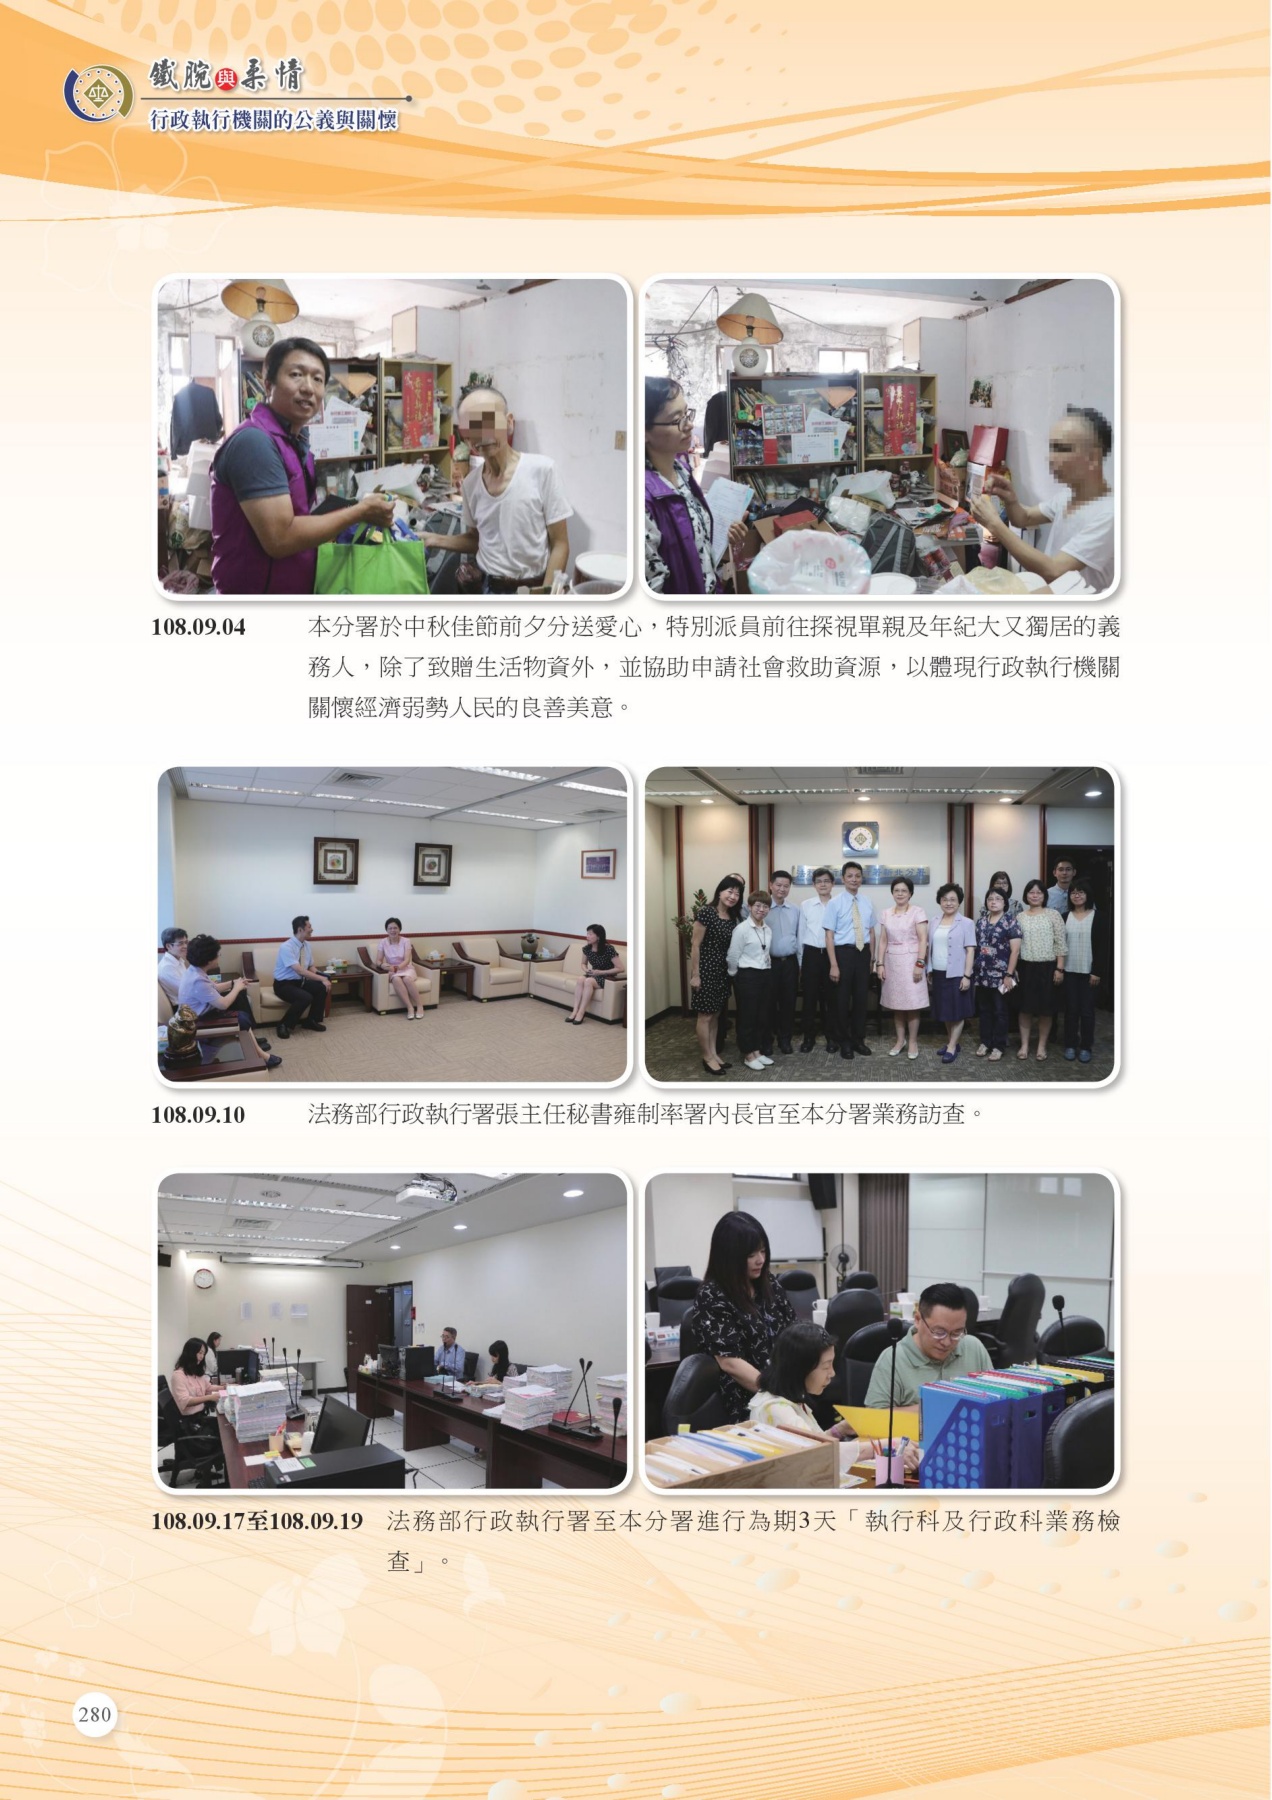 鐵腕與柔情
行政執行機關的公義與關懷
108.09.04 本分署於中秋佳節前夕分送愛心，特別派員前往探視單親及年紀大又獨居的義
務人，除了致贈生活物資外，並協助申請社會救助資源，以體現行政執行機關
關懷經濟弱勢人民的良善美意。
108.09.10 法務部行政執行署張主任秘書雍制率署內長官至本分署業務訪查。
108.09.17至108.09.19 法務部行政執行署至本分署進行為期3天「執行科及行政科業務檢
查」。
280